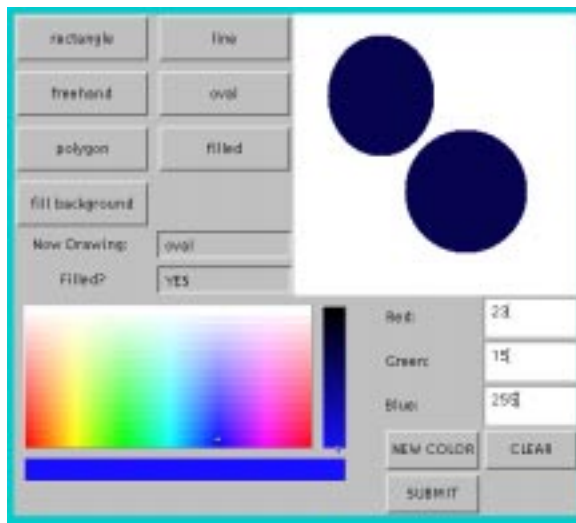 rectangle line
freehand oval
polygon filled
fill background
Now Drawing: oval
Filled? YES
Red: 23
Green: 15
Blue: 255
NEW COLOR CLEAR
SUBMIT